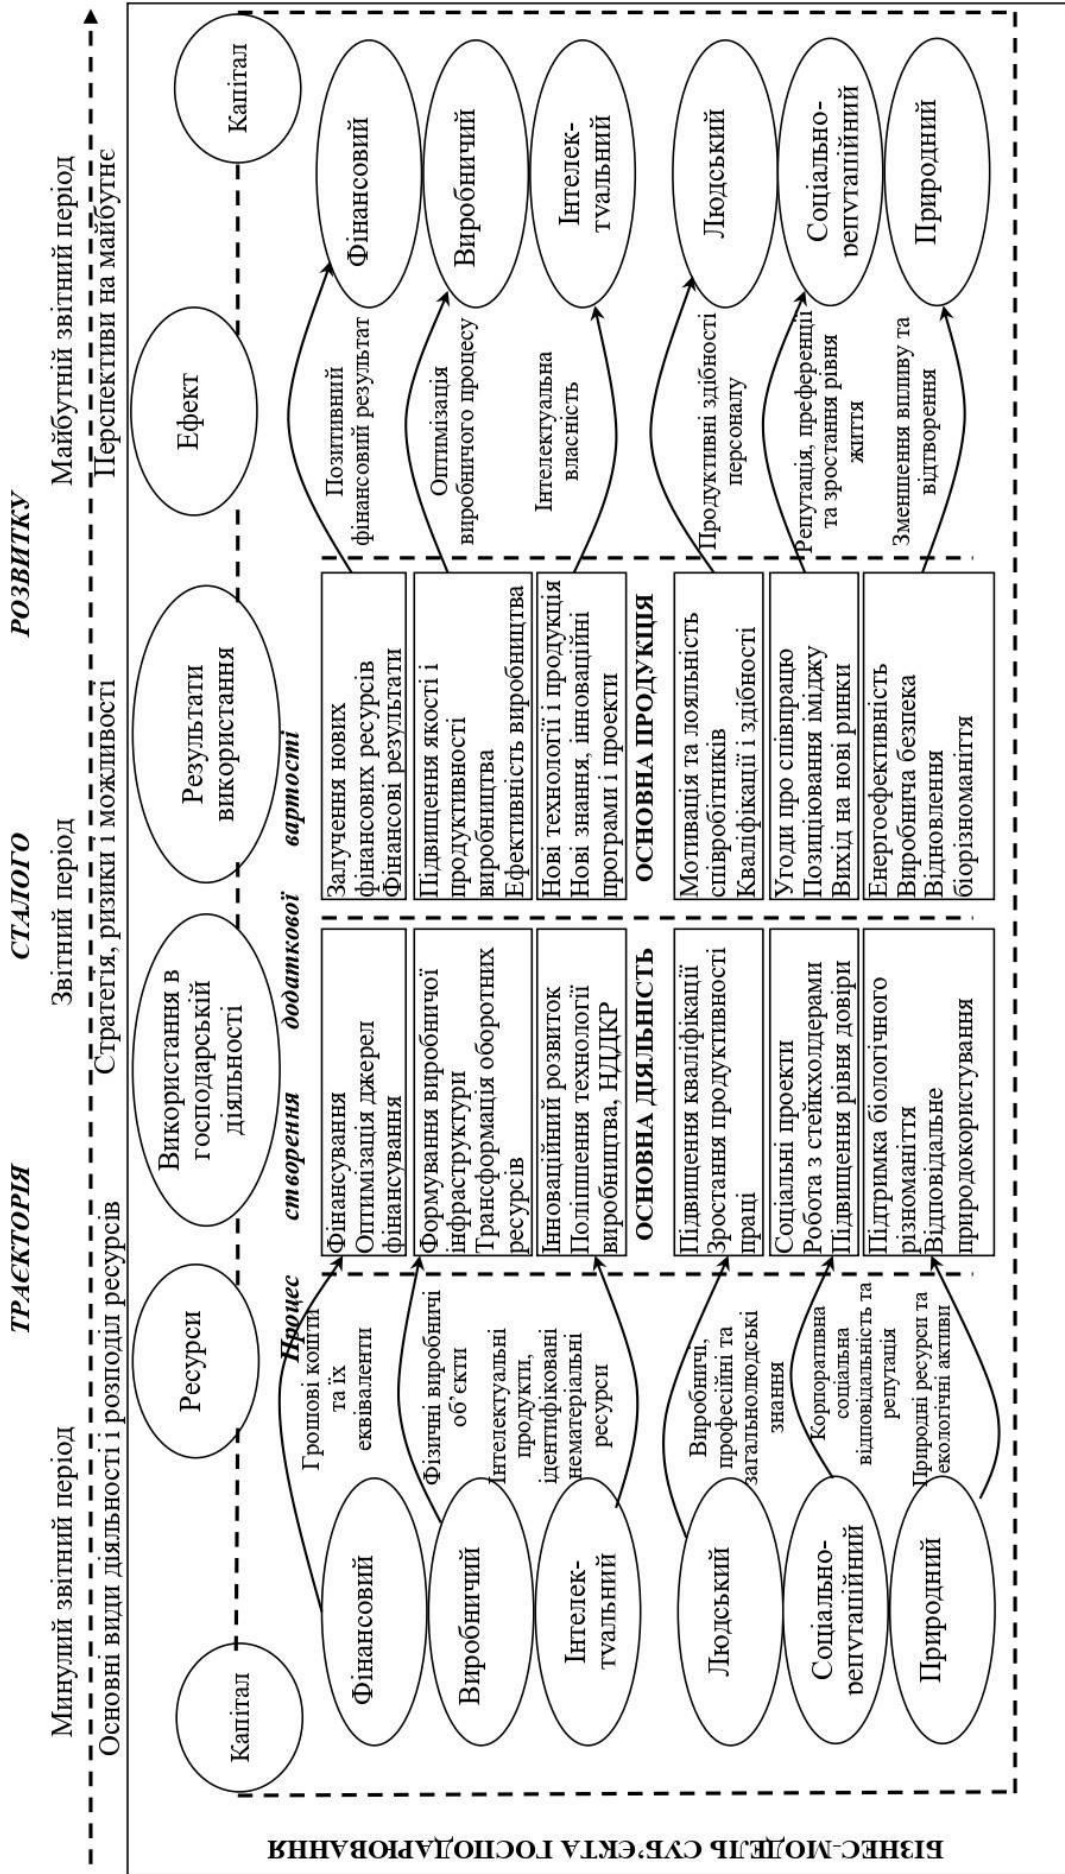 ТРАЄКТОРІЯ СТАЛОГО РОЗВИТКУ
Минулий звітний період
Звітний період
Майбутній звітний період
Основні види діяльності і розподіл ресурсів
Стратегія, ризики і можливості
Перспективи на майбутнє
БІЗНЕС-МОДЕЛЬ СУБ'ЄКТА ГОСПОДАРЮВАННЯ
Капітал
Ресурси
Використання в
господарській
діяльності
Результати
використання
Ефект
Капітал
Процес створення додаткової вартості
Фінансовий
Грошові кошти
та їх
еквіваленти
Фінансування
Оптимізація джерел
фінансування
Залучення нових
фінансових ресурсів
Фінансові результати
Позитивний
фінансовий результат
Фінансовий
Виробничий
Фізичні виробничі
об`єкти
Формування виробничої
інфраструктури
Трансформація оборотних
ресурсів
Підвищення якості і
продуктивності
виробництва
Ефективність виробництва
Оптимізація
виробничого процесу
Виробничий
Інтелек-
туальний
Інтелектуальні
продукти,
ідентифіковані
нематеріальні
ресурси
Інноваційний розвиток
Поліпшення технології
виробництва, НДДКР
Нові технології і продукція
Нові знання, інноваційні
програми і проекти
Інтелектуальна
власність
Інтелек-
туальний
ОСНОВНА ДІЯЛЬНІСТЬ
ОСНОВНА ПРОДУКЦІЯ
Людський
Виробничі,
професійні та
загальнолюдські
знання
Підвищення кваліфікації
Зростання продуктивності
праці
Мотивація та лояльність
співробітників
Кваліфікації і здібності
Продуктивні здібності
персоналу
Людський
Соціально-
репутаційний
Корпоративна
соціальна
відповідальність та
репутація
Соціальні проекти
Робота з стейкхолдерами
Підвищення рівня довіри
Угоди про співпрацю
Позиціювання іміджу
Вихід на нові ринки
Репутація, преференції
та зростання рівня
життя
Соціально-
репутаційний
Природний
Природні ресурси та
екологічні активи
Підтримка біологічного
різноманіття
Відповідальне
природокористування
Енергоефективність
Виробнича безпека
Відновлення
біорізноманіття
Зменшення впливу та
відтворення
Природний